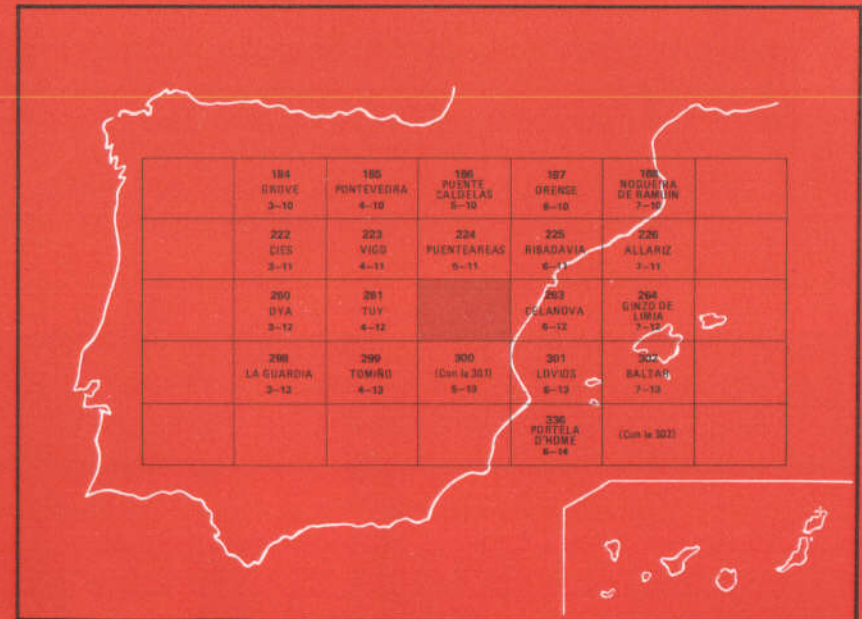 184 185 186 187 188
GROVE PONTEVEDRA PUENTE CALDELAS ORENSE NOGUEIRA DE RAMUIN
3-10 4-10 5-10 6-10 7-10
222 223 224 225 226
CIES VIGO PUENTEAREAS RIBADAVIA ALLARIZ
3-11 4-11 5-11 6-11 7-11
260 261 263 264
OYA TUY CELANOVA GINZO DE LIMIA
3-12 4-12 6-12 7-12
298 299 300 301 302
LA GUARDIA TOMIÑO (Con la 301) LOVIOS BALTAR
3-13 4-13 5-13 6-13 7-13
336
PORTELA D'HOME (Con la 302)
6-14